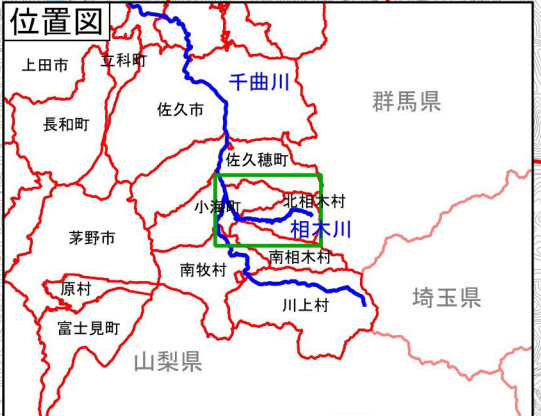 位置図
上田市
立科町
千曲川
長和町
佐久市
群馬県
佐久穂町
小海町
北相木村
相木川
茅野市
南牧村
南相木村
原村
川上村
埼玉県
富士見町
山梨県